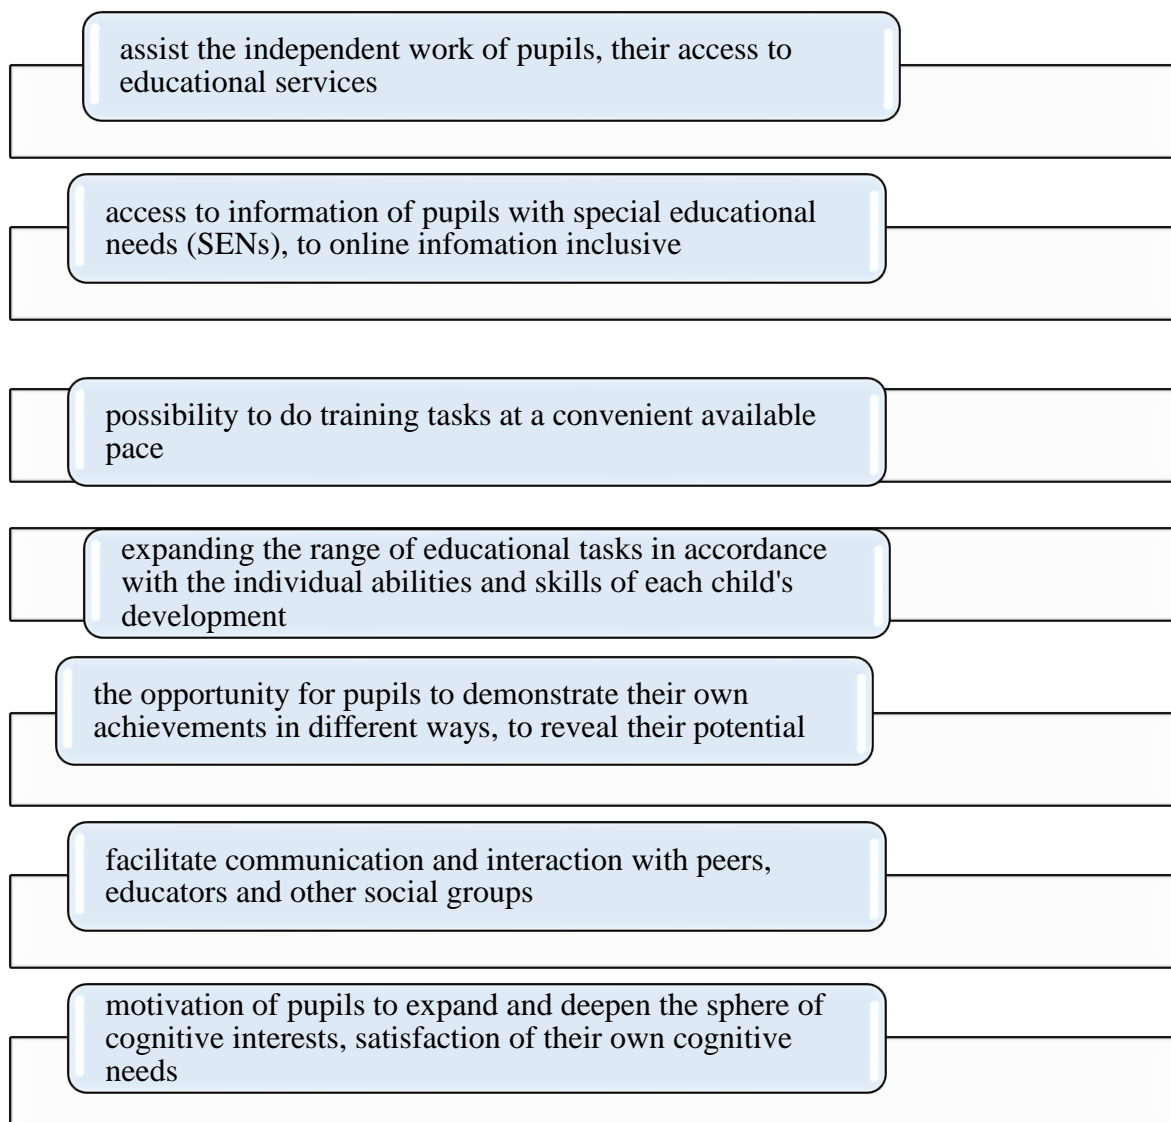 assist the independent work of pupils, their access to
educational services
access to information of pupils with special educational
needs (SENs), to online infomation inclusive
possibility to do training tasks at a convenient available
pace
expanding the range of educational tasks in accordance
with the individual abilities and skills of each child's
development
the opportunity for pupils to demonstrate their own
achievements in different ways, to reveal their potential
facilitate communication and interaction with peers,
educators and other social groups
motivation of pupils to expand and deepen the sphere of
cognitive interests, satisfaction of their own cognitive
needs